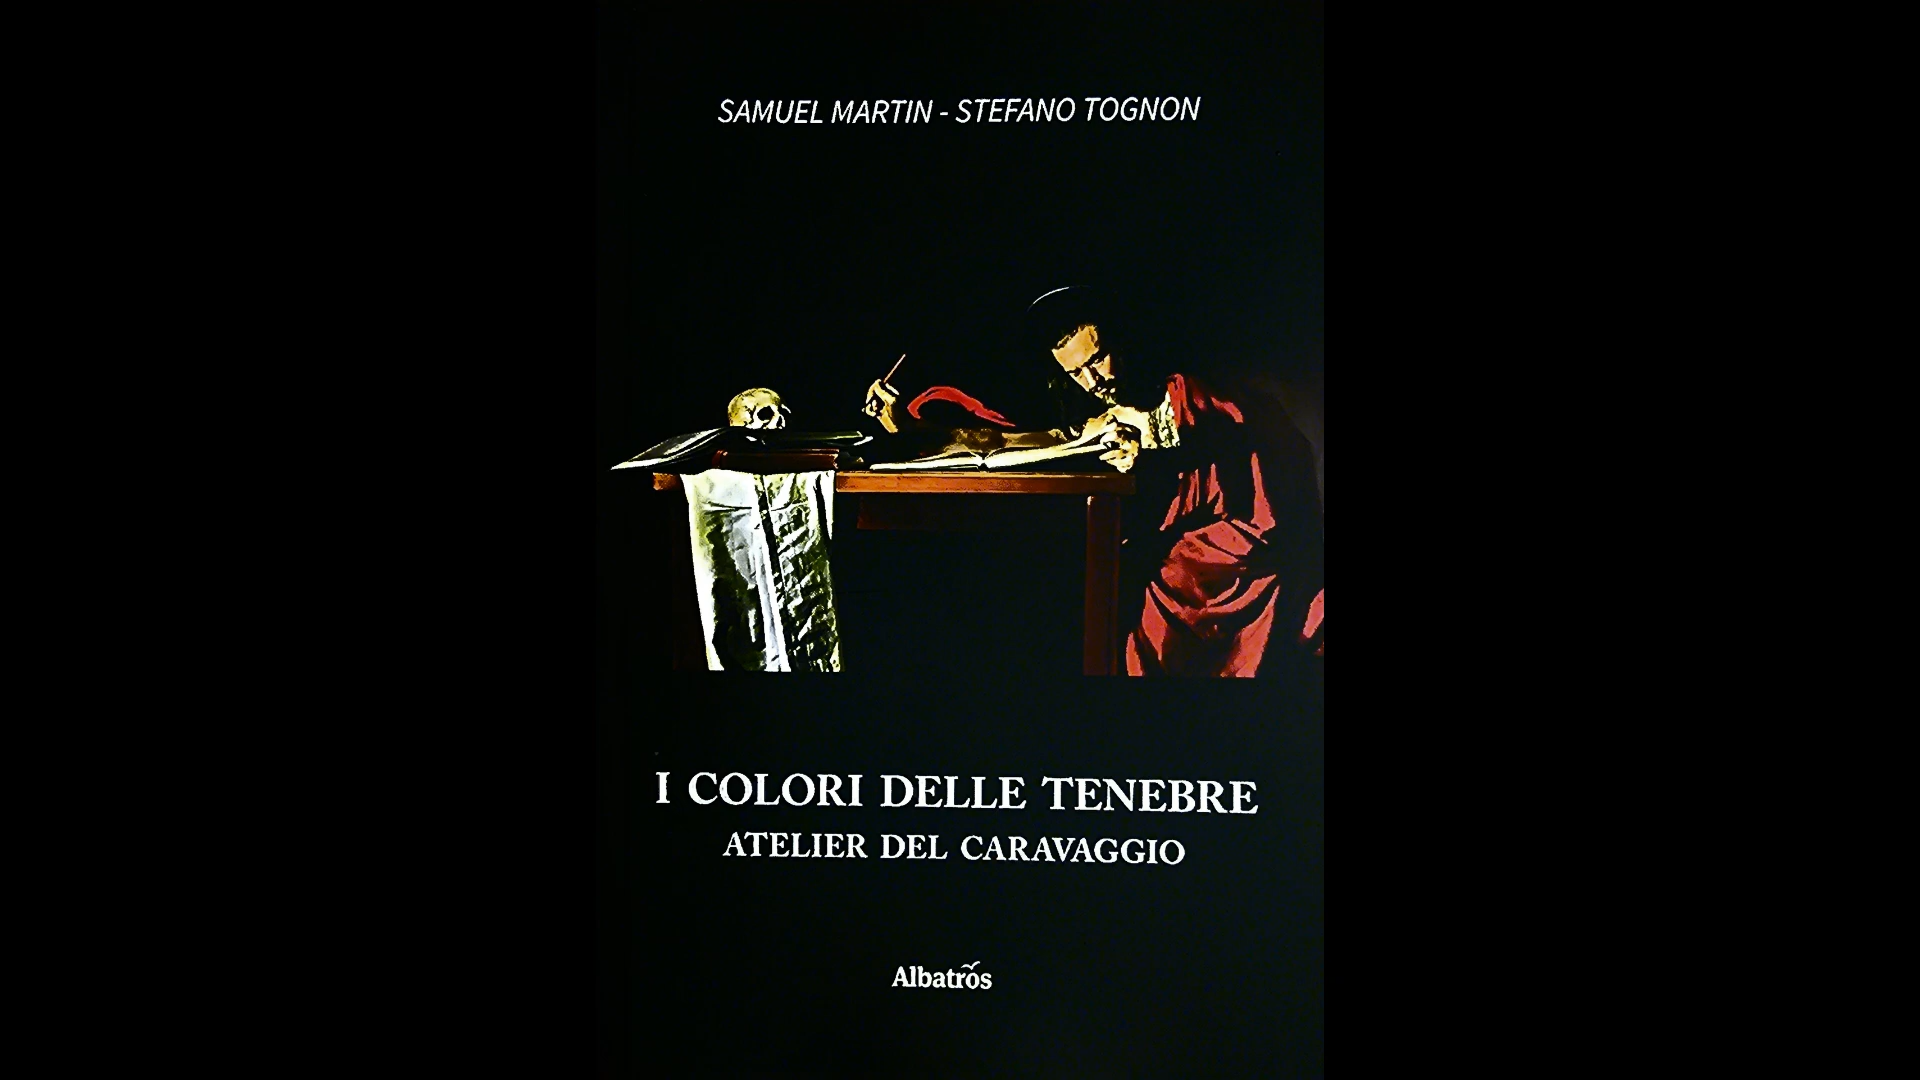 SAMUEL MARTIN - STEFANO TOGNON
I COLORI DELLE TENEBRE
ATELIER DEL CARAVAGGIO
Albatros